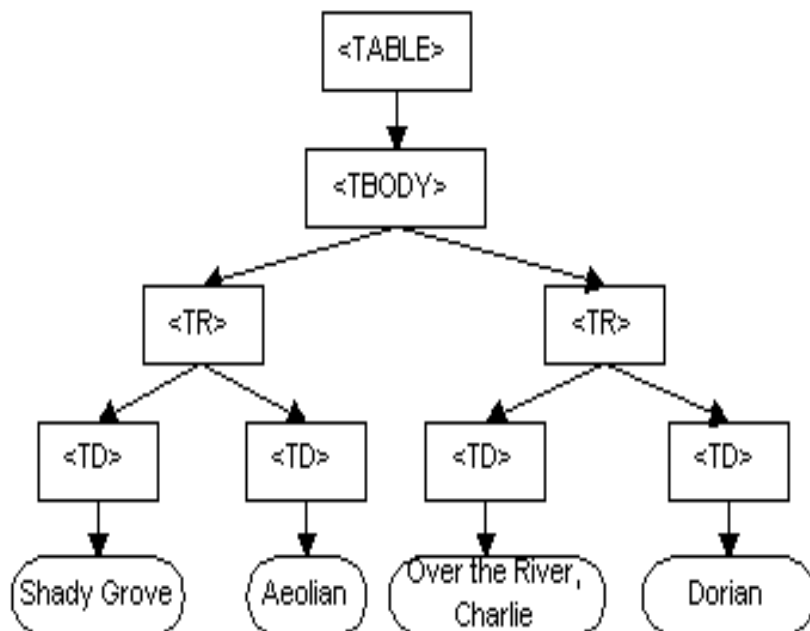 <TABLE>
<TBODY>
<TR>
<TR>
<TD>
<TD>
<TD>
<TD>
Shady Grove
Aeolian
Over the River,
Charlie
Dorian